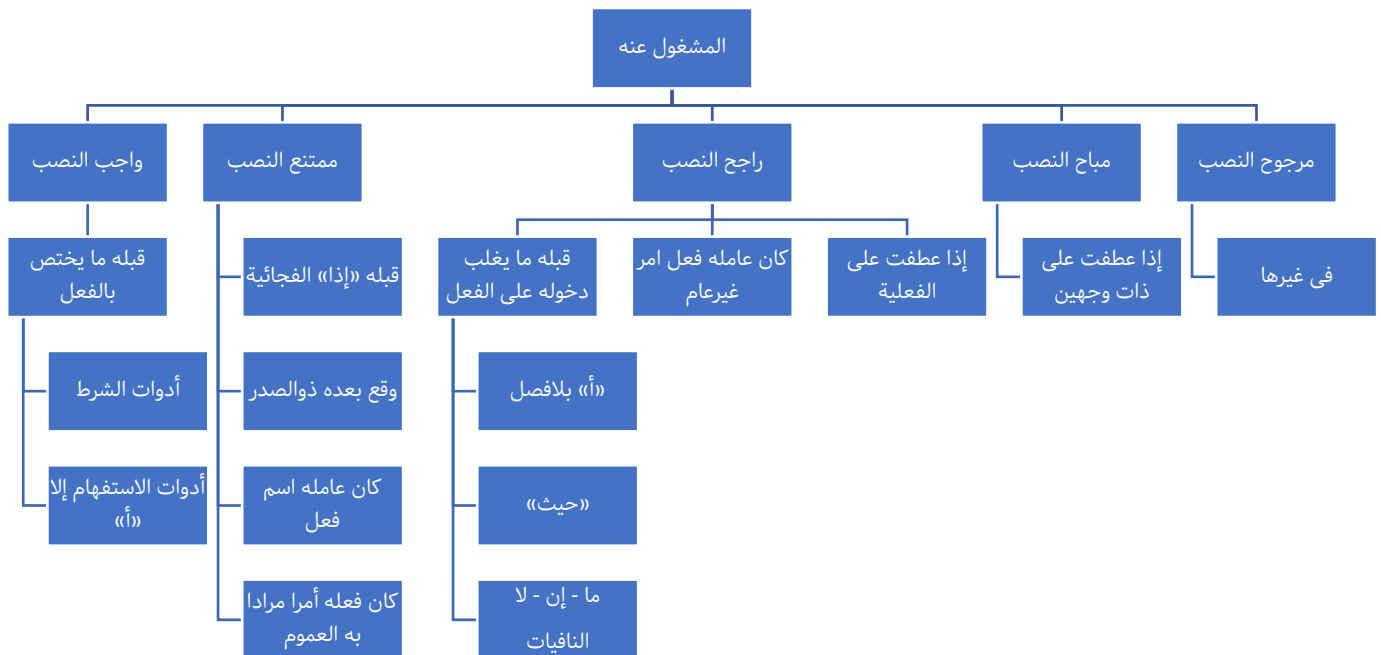 المشغول عنه
مرجوح النصب
مباح النصب
راجح النصب
ممتنع النصب
واجب النصب
فى غيرها
إذا عطفت على
ذات وجهين
إذا عطفت على
الفعلية
كان عامله فعل امر
غيرعام
قبله ما يغلب
دخوله على الفعل
«أ» بلافصل
«حيث»
ما - إن - لا
النافيات
قبله «إذا» الفجائية
وقع بعده ذوالصدر
كان عامله اسم
فعل
كان فعله أمرا مرادا
به العموم
قبله ما يختص
بالفعل
أدوات الشرط
أدوات الاستفهام إلا
«أ»